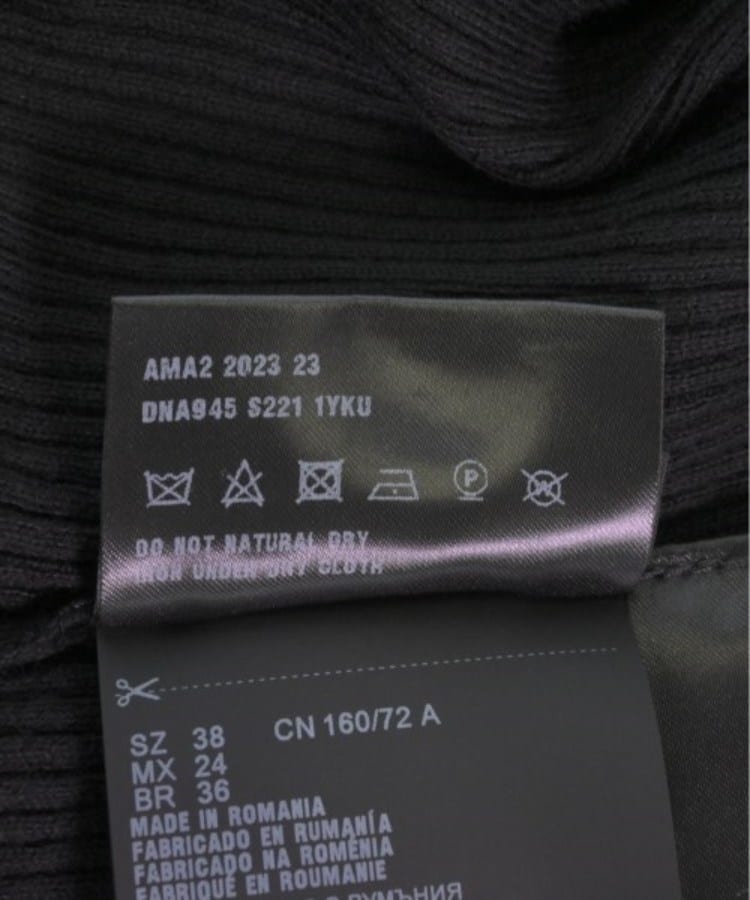 AMA2 2023 23
DNA945 S221 1YKU
P
W
DO NOT NATURAL DRY
IRON UNDER DRY CLOTH
SZ 38 CN 160/72 A
MX 24
BR 36
MADE IN ROMANIA
FABRICADO EN RUMANÍA
FABRICADO NA ROMÉNIA
FABRIQUÉ EN ROUMANIE